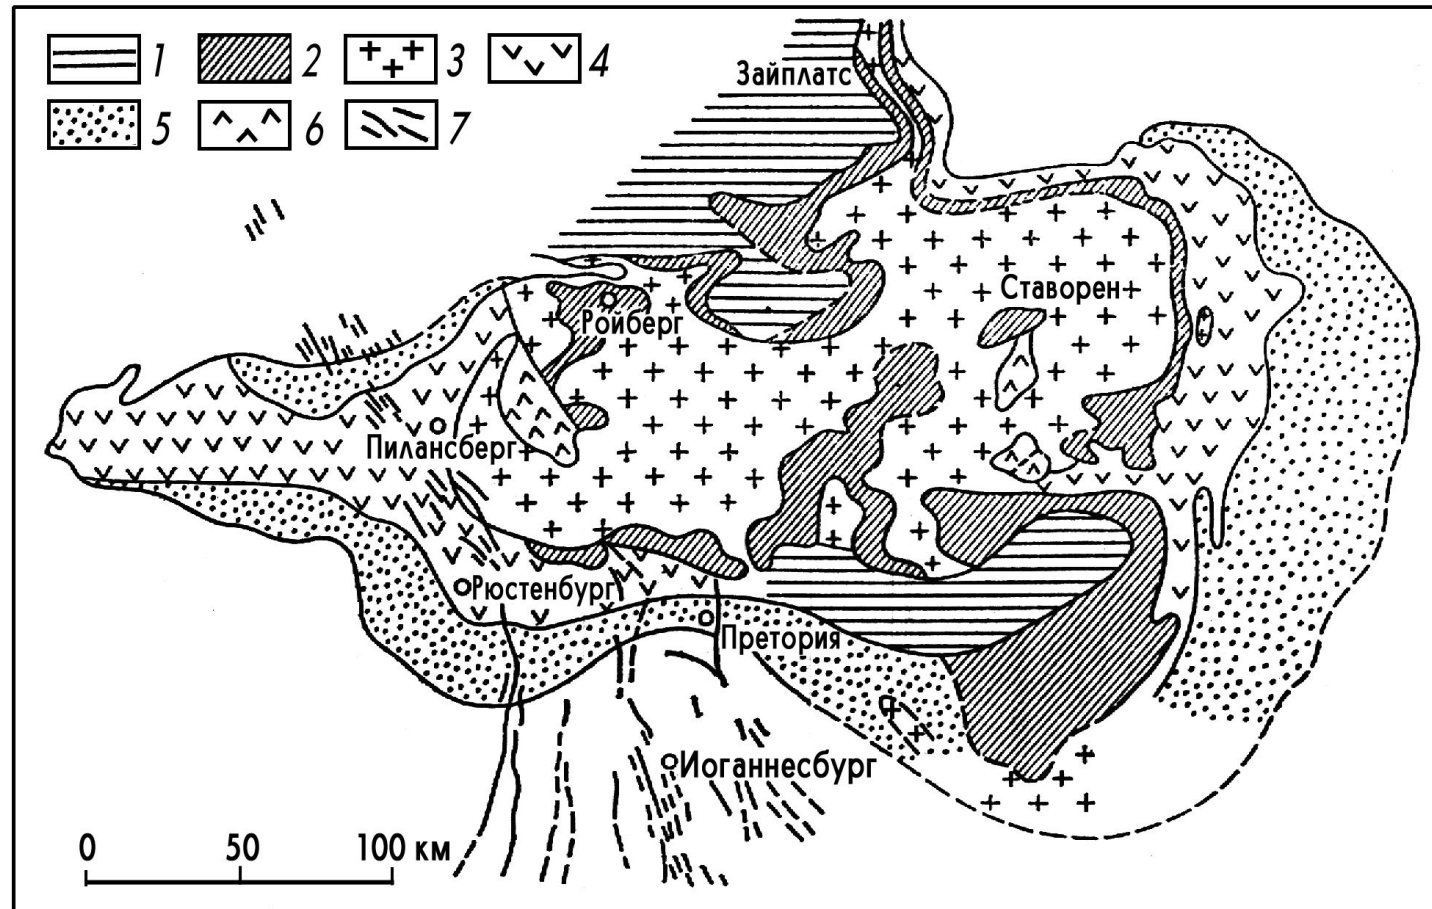 1 2 3 4
5 6 7
Зайплатс
Ставорен
Ройберг
Пилансберг
Рюстенбург
Претория
Иоганнесбург
0 50 100 км